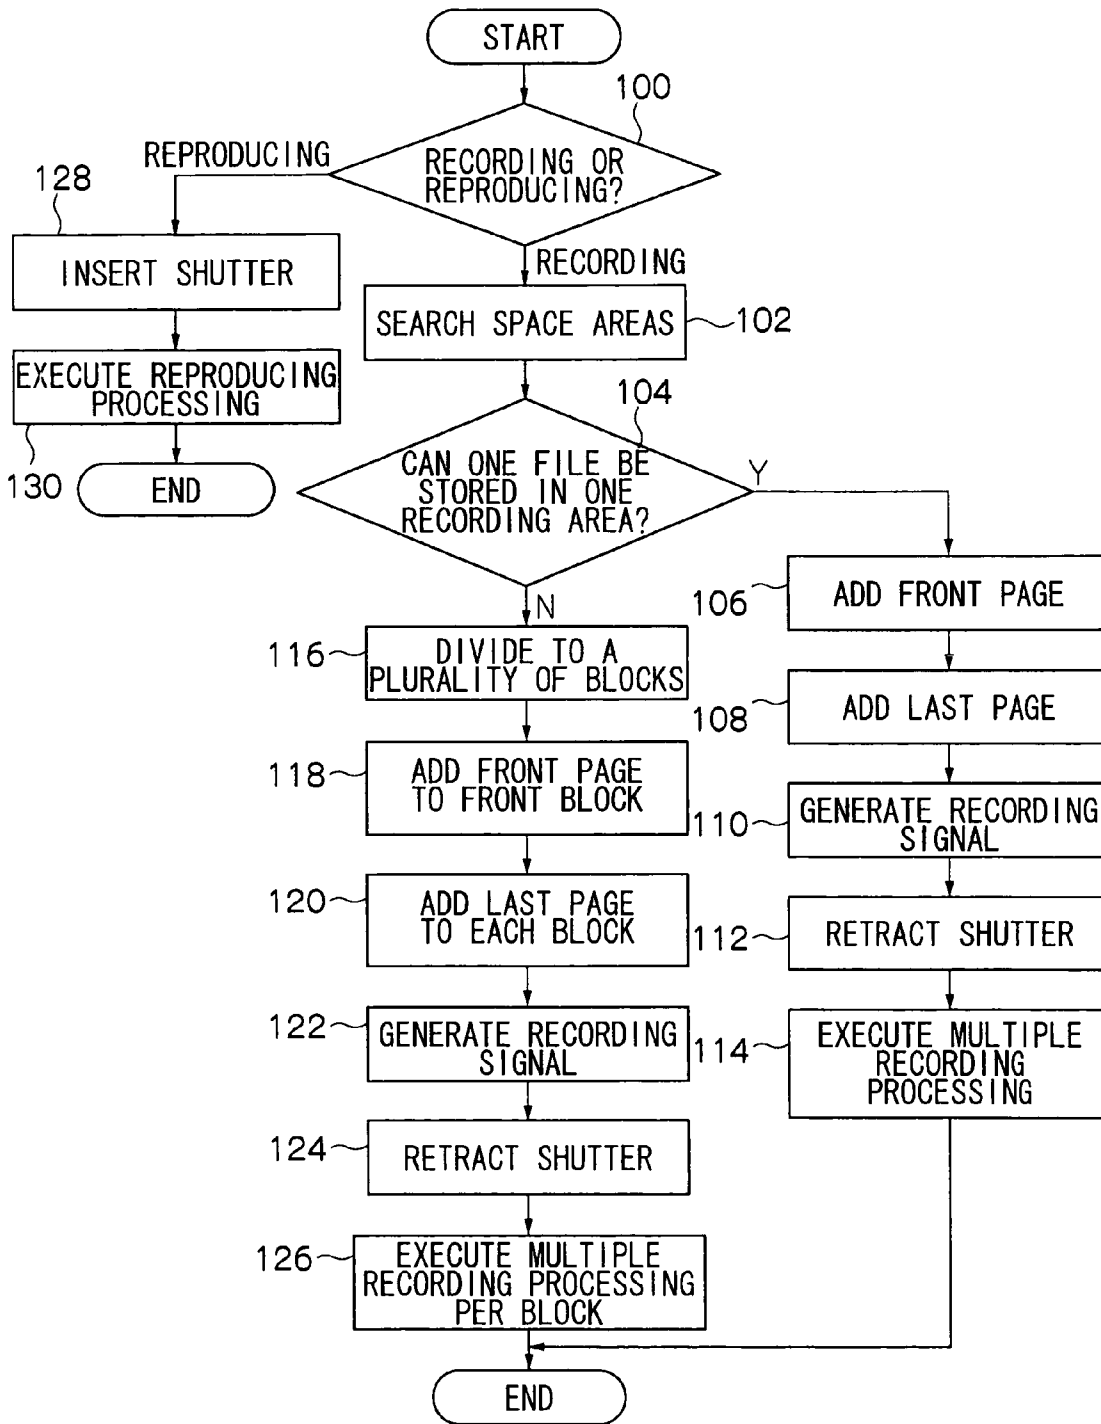 START
100
RECORDING OR
REPRODUCING?
REPRODUCING
128
INSERT SHUTTER
EXECUTE REPRODUCING
PROCESSING
130
END
RECORDING
SEARCH SPACE AREAS
102
104
CAN ONE FILE BE
STORED IN ONE
RECORDING AREA?
Y
N
106
ADD FRONT PAGE
108
ADD LAST PAGE
110
GENERATE RECORDING
SIGNAL
112
RETRACT SHUTTER
114
EXECUTE MULTIPLE
RECORDING
PROCESSING
116
DIVIDE TO A
PLURALITY OF BLOCKS
118
ADD FRONT PAGE
TO FRONT BLOCK
120
ADD LAST PAGE
TO EACH BLOCK
122
GENERATE RECORDING
SIGNAL
124
RETRACT SHUTTER
126
EXECUTE MULTIPLE
RECORDING PROCESSING
PER BLOCK
END